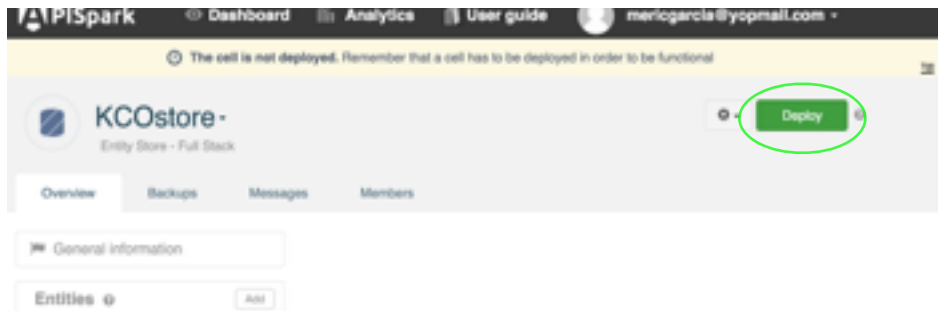 APISpark Dashboard Analytics User guide mericgarcia@yopmail.com
The cell is not deployed. Remember that a cell has to be deployed in order to be functional
KCOstore
Deploy
Entity Store - Full Stack
Overview Backups Messages Members
General information
Entities Add